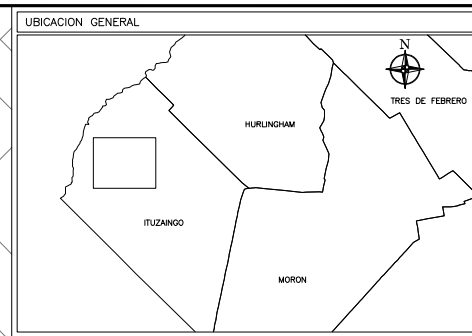 UBICACION GENERAL
N
TRES DE FEBRERO
HURLINGHAM
ITUZAINGO
MORON